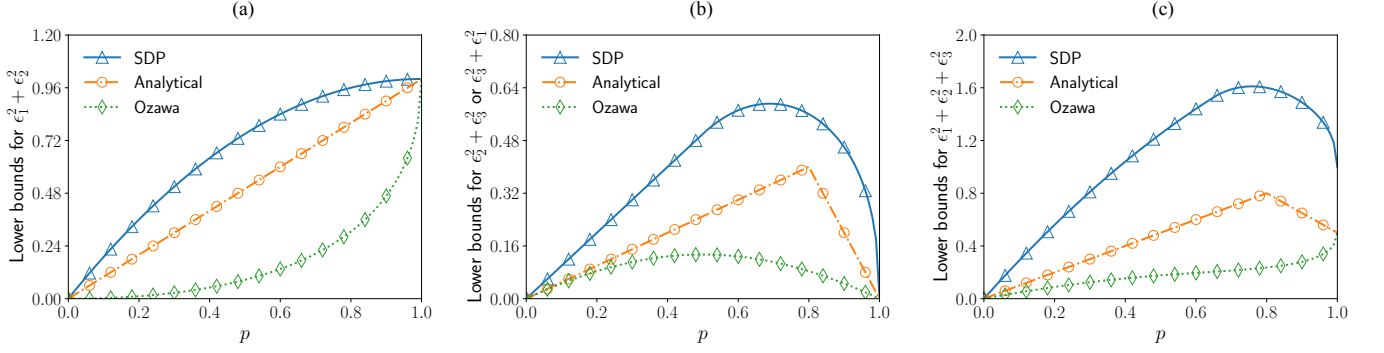 (a)
Lower bounds for ϵ₁² + ϵ₂²
1.20
0.96
0.72
0.48
0.24
0.00
SDP
Analytical
Ozawa
0.0 0.2 0.4 0.6 0.8 1.0
p
(b)
Lower bounds for ϵ₂² + ϵ₃² or ϵ₃² + ϵ₁²
0.80
0.64
0.48
0.32
0.16
0.00
SDP
Analytical
Ozawa
0.0 0.2 0.4 0.6 0.8 1.0
p
(c)
Lower bounds for ϵ₁² + ϵ₂² + ϵ₃²
2.0
1.6
1.2
0.8
0.4
0.0
SDP
Analytical
Ozawa
0.0 0.2 0.4 0.6 0.8 1.0
p